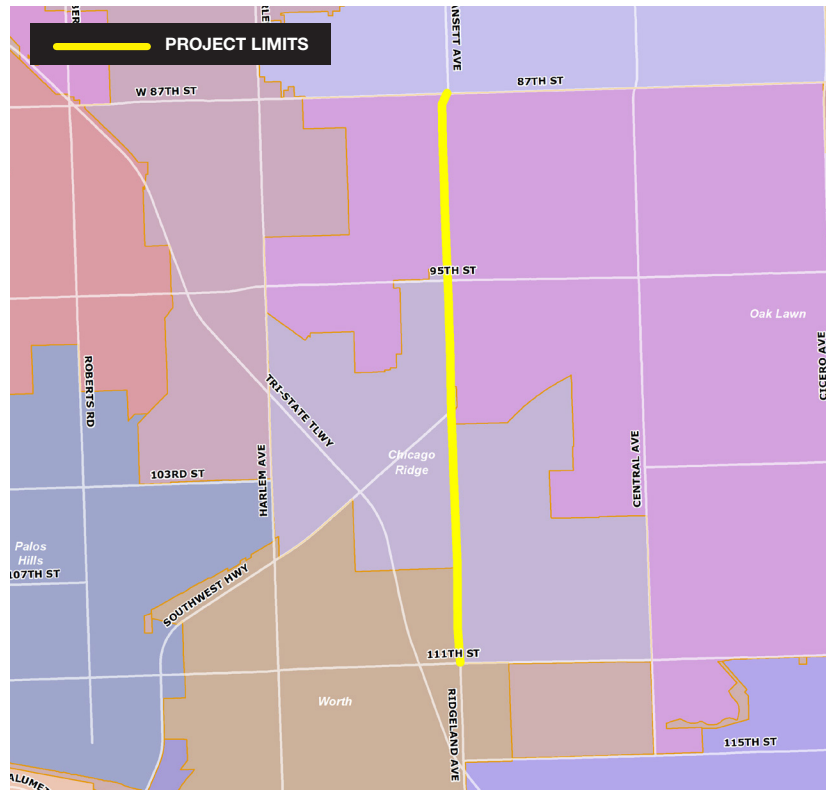 PROJECT LIMITS
W 87TH ST
87TH ST
95TH ST
Oak Lawn
CICERO AVE
ROBERTS RD
TRI-STATE TLWY
HARLEM AVE
Chicago
Ridge
CENTRAL AVE
103RD ST
Palos
Hills
107TH ST
SOUTHWEST HWY
111TH ST
Worth
RIDGELAND AVE
115TH ST